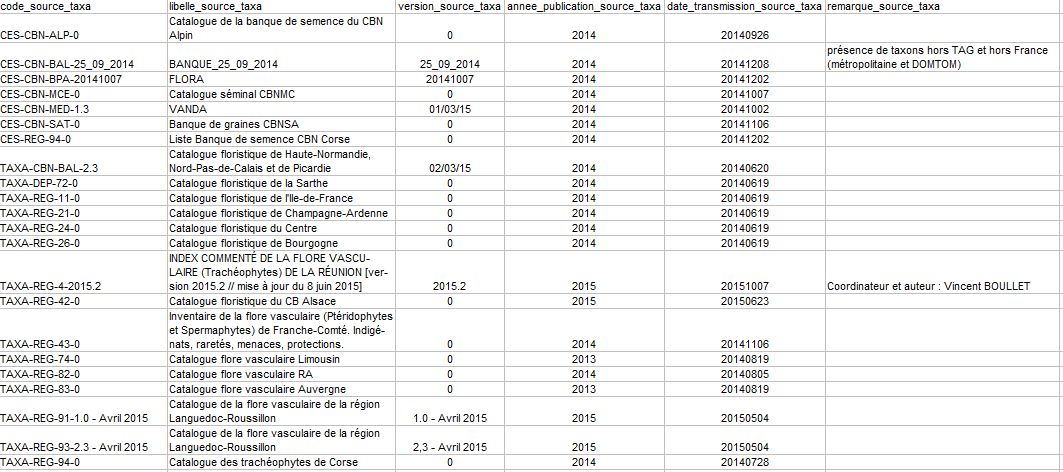 code_source_taxa libelle_source_taxa version_source_taxa annee_publication_source_taxa date_transmission_source_taxa remarque_source_taxa
Catalogue de la banque de semence du CBN
CES-CBN-ALP-0 Alpin 0 2014 20140926
présence de taxons hors TAG et hors France
CES-CBN-BAL-25_09_2014 BANQUE_25_09_2014 25_09_2014 2014 20141208 (métropolitaine et DOMTOM)
CES-CBN-BPA-20141007 FLORA 20141007 2014 20141202
CES-CBN-MCE-0 Catalogue séminal CBNMC 0 2014 20141007
CES-CBN-MED-1.3 VANDA 01/03/15 2014 20141002
CES-CBN-SAT-0 Banque de graines CBNSA 0 2014 20141106
CES-REG-94-0 Liste Banque de semence CBN Corse 0 2014 20141202
Catalogue floristique de Haute-Normandie,
TAXA-CBN-BAL-2.3 Nord-Pas-de-Calais et de Picardie 02/03/15 2014 20140620
TAXA-DEP-72-0 Catalogue floristique de la Sarthe 0 2014 20140619
TAXA-REG-11-0 Catalogue floristique de l'Ile-de-France 0 2014 20140619
TAXA-REG-21-0 Catalogue floristique de Champagne-Ardenne 0 2014 20140619
TAXA-REG-24-0 Catalogue floristique du Centre 0 2014 20140619
TAXA-REG-26-0 Catalogue floristique de Bourgogne 0 2014 20140619
INDEX COMMENTÉ DE LA FLORE VASCU-
LAIRE (Trachéophytes) DE LA RÉUNION [ver-
TAXA-REG-4-2015.2 sion 2015.2 // mise à jour du 8 juin 2015] 2015.2 2015 20151007 Coordinateur et auteur : Vincent BOULLET
TAXA-REG-42-0 Catalogue floristique du CB Alsace 0 2015 20150623
Inventaire de la flore vasculaire (Ptéridophytes
et Spermaphytes) de Franche-Comté. Indigé-
TAXA-REG-43-0 nats, raretés, menaces, protections. 0 2014 20141106
TAXA-REG-74-0 Catalogue flore vasculaire Limousin 0 2013 20140819
TAXA-REG-82-0 Catalogue flore vasculaire RA 0 2014 20140805
TAXA-REG-83-0 Catalogue flore vasculaire Auvergne 0 2013 20140819
Catalogue de la flore vasculaire de la région
TAXA-REG-91-1.0 - Avril 2015 Languedoc-Roussillon 1.0 - Avril 2015 2015 20150504
Catalogue de la flore vasculaire de la région
TAXA-REG-93-2.3 - Avril 2015 Languedoc-Roussillon 2,3 - Avril 2015 2015 20150504
TAXA-REG-94-0 Catalogue des trachéophytes de Corse 0 2014 20140728